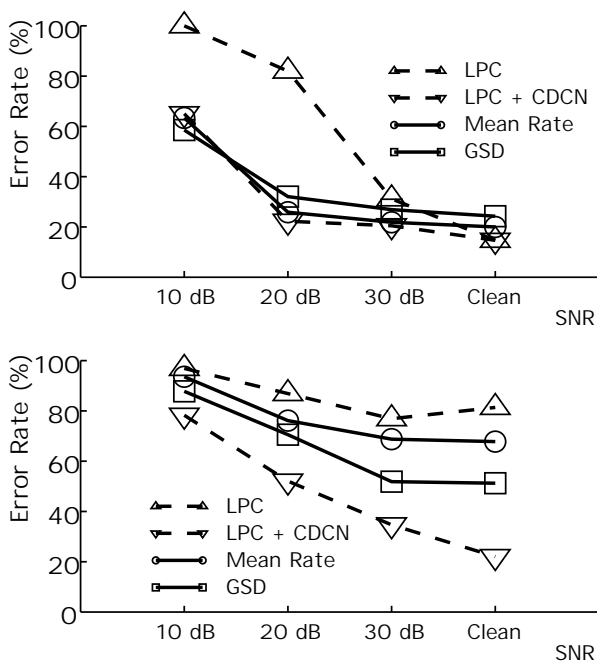 Error Rate (%)
100
80
60
40
20
0
LPC
LPC + CDCN
Mean Rate
GSD
10 dB 20 dB 30 dB Clean
SNR
Error Rate (%)
100
80
60
40
20
0
LPC
LPC + CDCN
Mean Rate
GSD
10 dB 20 dB 30 dB Clean
SNR